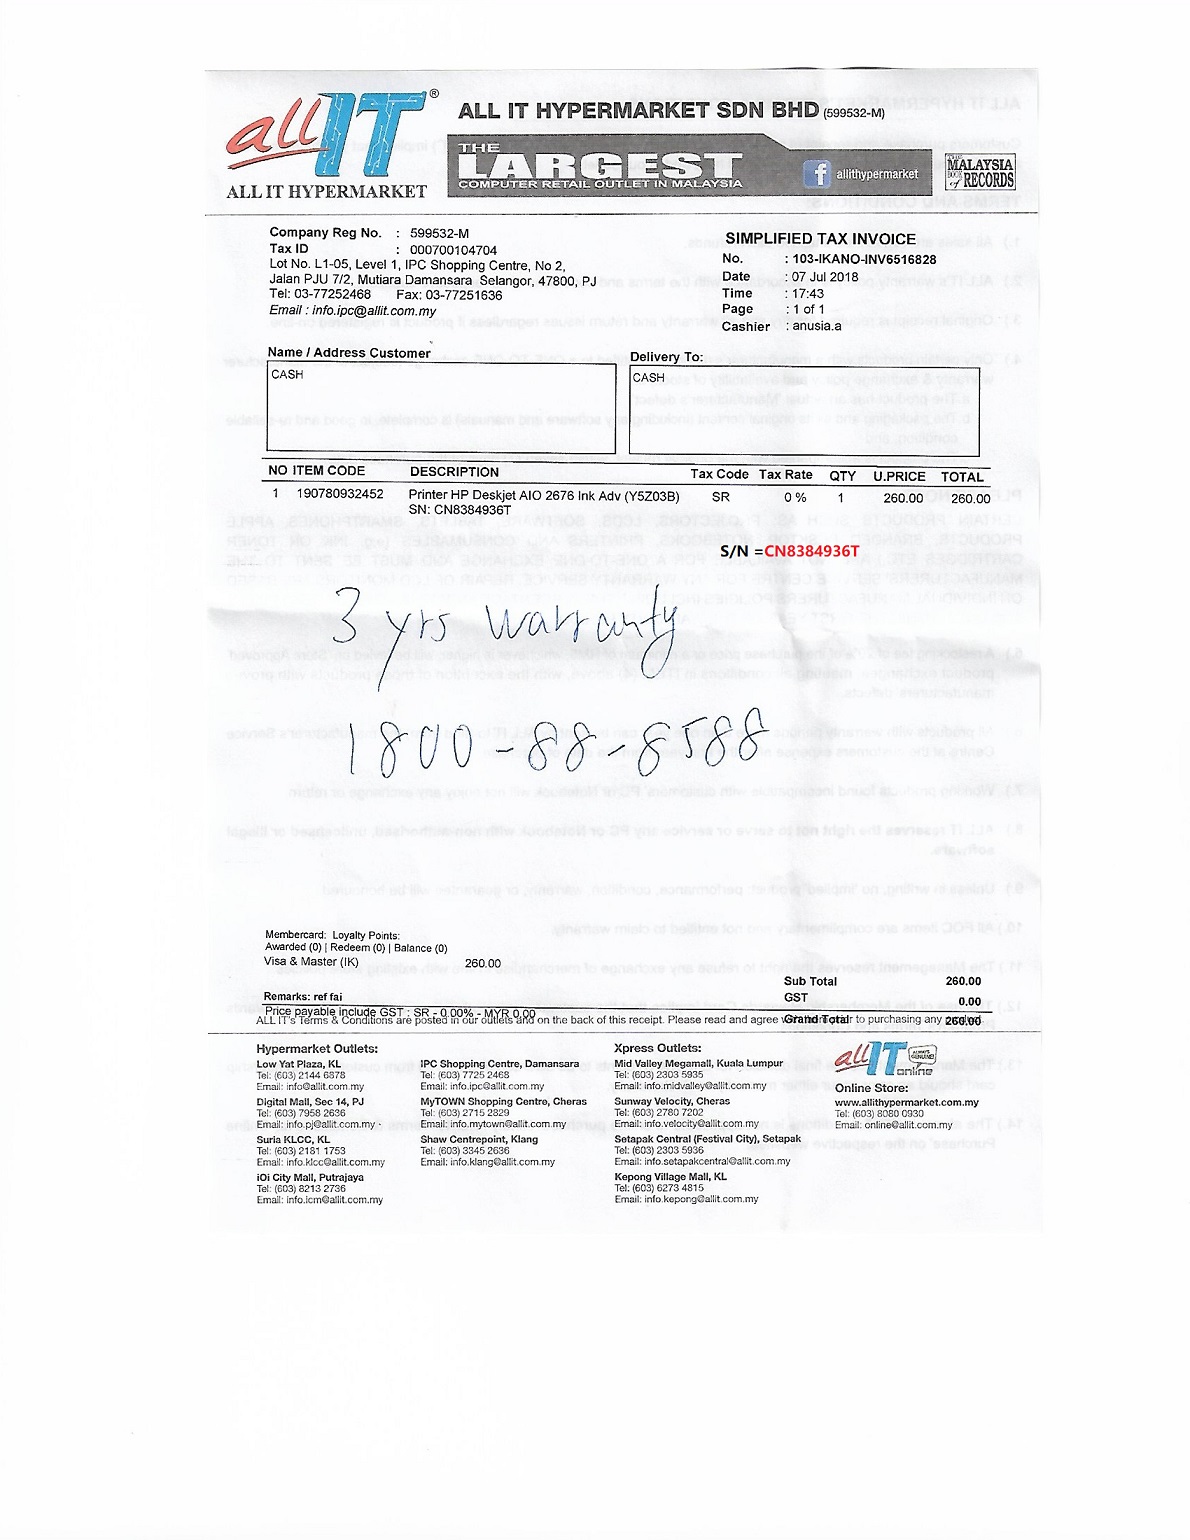 all IT ®
ALL IT HYPERMARKET
ALL IT HYPERMARKET SDN BHD (599532-M)
THE
LARGEST
COMPUTER RETAIL OUTLET IN MALAYSIA
f allithypermarket
THE MALAYSIA
BOOK of RECORDS
Company Reg No. : 599532-M
Tax ID : 000700104704
Lot No. L1-05, Level 1, IPC Shopping Centre, No 2,
Jalan PJU 7/2, Mutiara Damansara Selangor, 47800, PJ
Tel: 03-77252468 Fax: 03-77251636
Email : info.ipc@allit.com.my
SIMPLIFIED TAX INVOICE
No. : 103-IKANO-INV6516828
Date : 07 Jul 2018
Time : 17:43
Page : 1 of 1
Cashier : anusia.a
Name / Address Customer
CASH
Delivery To:
CASH
NO ITEM CODE DESCRIPTION Tax Code Tax Rate QTY U.PRICE TOTAL
1 190780932452 Printer HP Deskjet AIO 2676 Ink Adv (Y5Z03B) SR 0 % 1 260.00 260.00
SN: CN8384936T
S/N =CN8384936T
3 yrs warranty
1800-88-8588
Membercard: Loyalty Points:
Awarded (0) | Redeem (0) | Balance (0)
Visa & Master (IK) 260.00
Sub Total 260.00
GST 0.00
Remarks: ref fai
Price payable include GST : SR - 0.00% - MYR 0.00
Grand Total 260.00
ALL IT's Terms & Conditions are posted in our outlets and on the back of this receipt. Please read and agree prior to purchasing any
Hypermarket Outlets:
Low Yat Plaza, KL
Tel: (603) 2144 6878
Email: info@allit.com.my
Digital Mall, Sec 14, PJ
Tel: (603) 7958 2636
Email: info.pj@allit.com.my
Suria KLCC, KL
Tel: (603) 2181 1753
Email: info.klcc@allit.com.my
iOi City Mall, Putrajaya
Tel: (603) 8213 2736
Email: info.icm@allit.com.my
IPC Shopping Centre, Damansara
Tel: (603) 7725 2468
Email: info.ipc@allit.com.my
MyTOWN Shopping Centre, Cheras
Tel: (603) 2715 2829
Email: info.mytown@allit.com.my
Shaw Centrepoint, Klang
Tel: (603) 3345 2636
Email: info.klang@allit.com.my
Xpress Outlets:
Mid Valley Megamall, Kuala Lumpur
Tel: (603) 2303 5935
Email: info.midvalley@allit.com.my
Sunway Velocity, Cheras
Tel: (603) 2780 7202
Email: info.velocity@allit.com.my
Setapak Central (Festival City), Setapak
Tel: (603) 2303 5936
Email: info.setapakcentral@allit.com.my
Kepong Village Mall, KL
Tel: (603) 6273 4815
Email: info.kepong@allit.com.my
all IT online
ALWAYS GENUINE!
Online Store:
www.allithypermarket.com.my
Tel: (603) 8080 0930
Email: online@allit.com.my